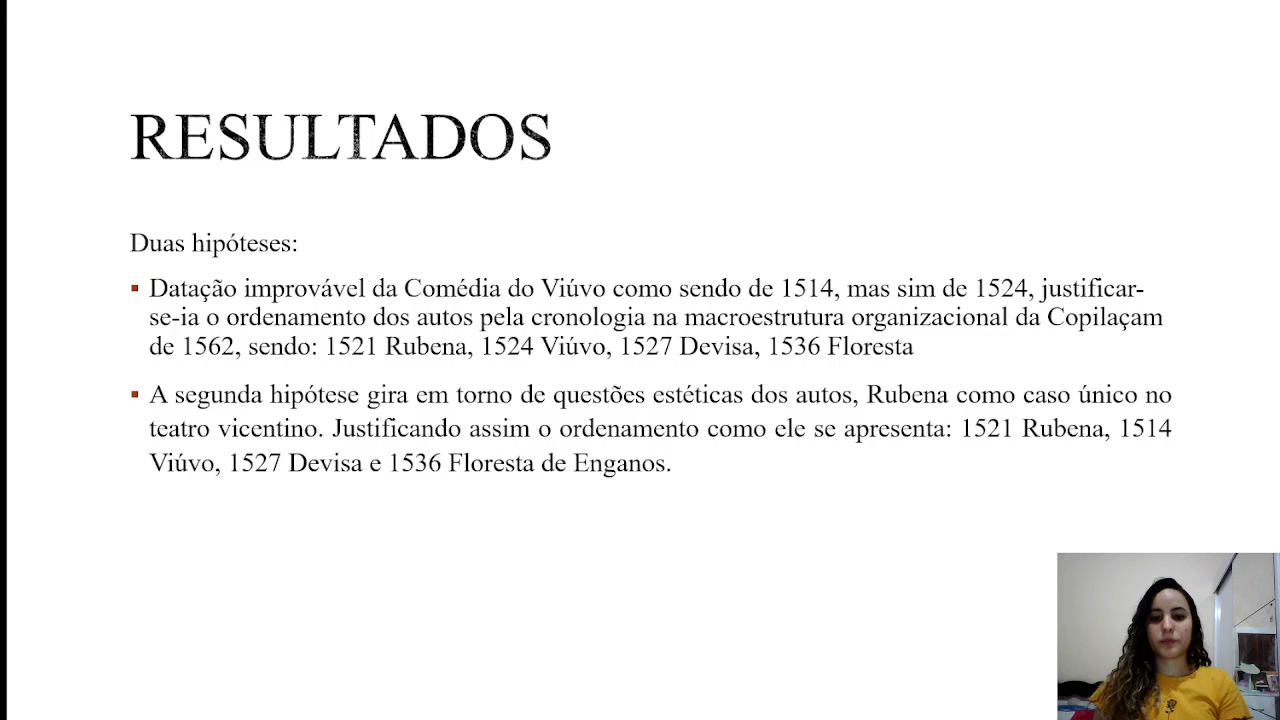 RESULTADOS
Duas hipóteses:
▪ Datação improvável da Comédia do Viúvo como sendo de 1514, mas sim de 1524, justificar-
se-ia o ordenamento dos autos pela cronologia na macroestrutura organizacional da Copilaçam
de 1562, sendo: 1521 Rubena, 1524 Viúvo, 1527 Devisa, 1536 Floresta
▪ A segunda hipótese gira em torno de questões estéticas dos autos, Rubena como caso único no
teatro vicentino. Justificando assim o ordenamento como ele se apresenta: 1521 Rubena, 1514
Viúvo, 1527 Devisa e 1536 Floresta de Enganos.